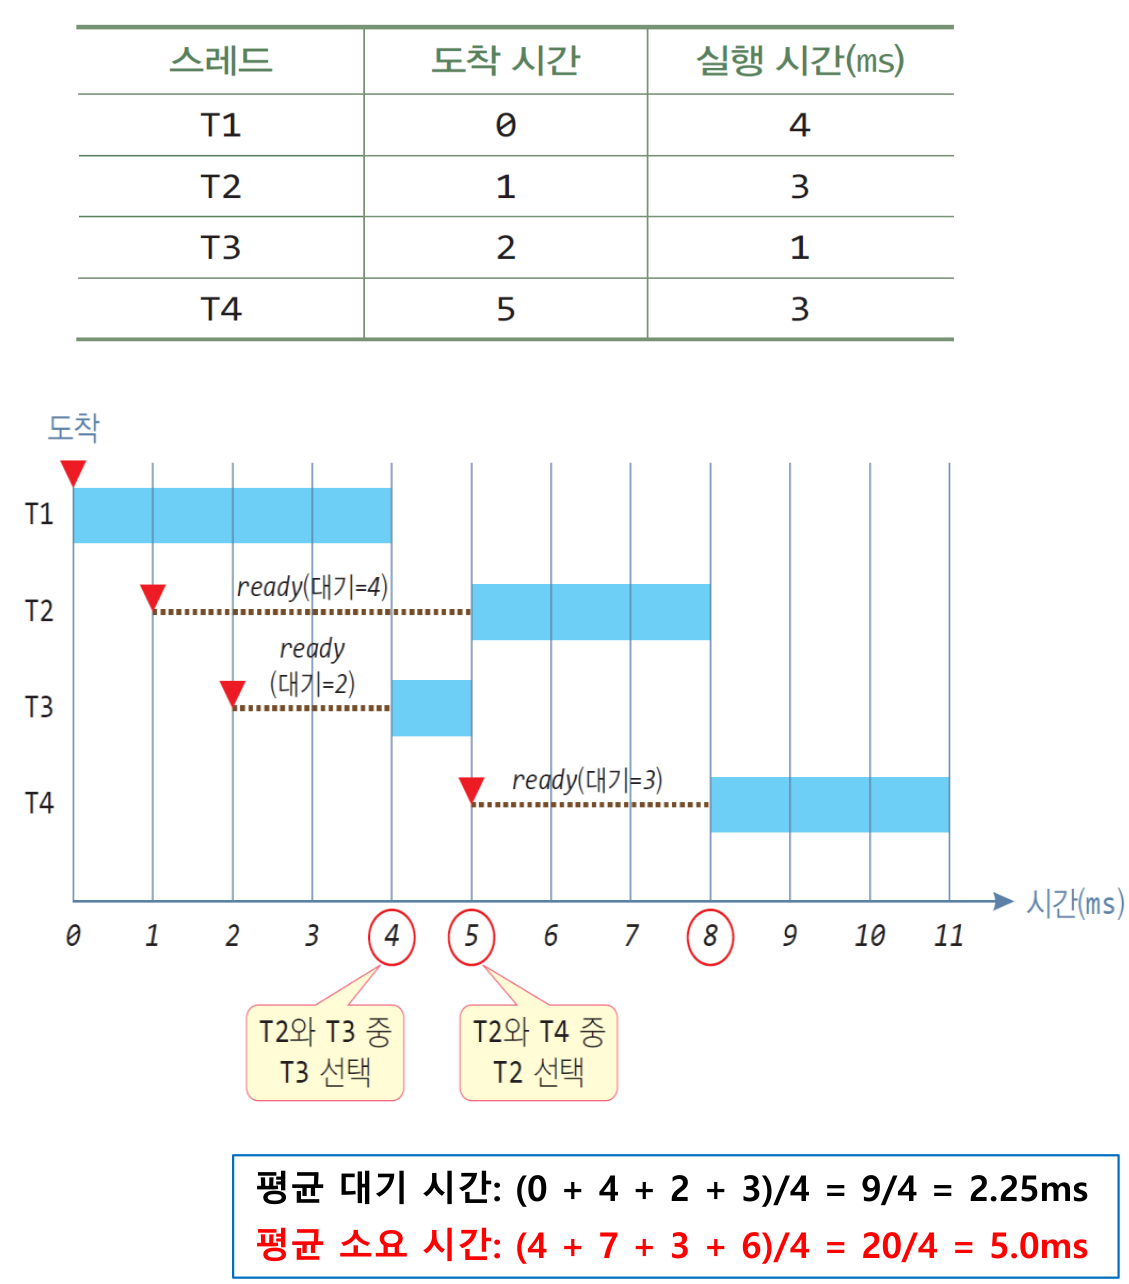 스레드 도착 시간 실행 시간(ms)
T1 0 4
T2 1 3
T3 2 1
T4 5 3
도착
T1
ready(대기=4)
T2
ready
(대기=2)
T3
ready(대기=3)
T4
시간(ms)
0 1 2 3 4 5 6 7 8 9 10 11
T2와 T3 중
T3 선택
T2와 T4 중
T2 선택
평균 대기 시간: (0 + 4 + 2 + 3)/4 = 9/4 = 2.25ms
평균 소요 시간: (4 + 7 + 3 + 6)/4 = 20/4 = 5.0ms